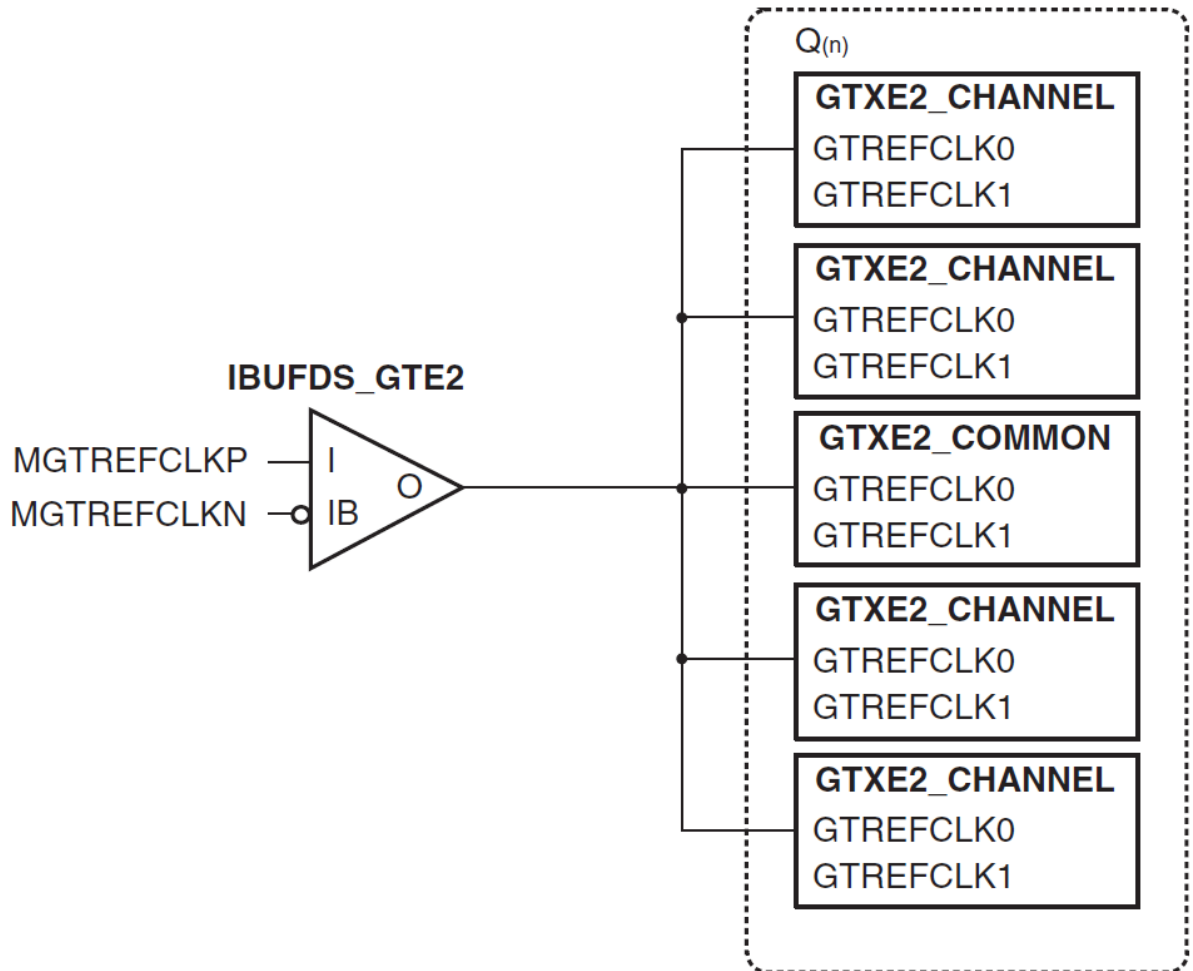 Q(n)
GTXE2_CHANNEL
GTREFCLK0
GTREFCLK1
GTXE2_CHANNEL
GTREFCLK0
GTREFCLK1
IBUFDS_GTE2
MGTREFCLKP
I
O
MGTREFCLKN
IB
GTXE2_COMMON
GTREFCLK0
GTREFCLK1
GTXE2_CHANNEL
GTREFCLK0
GTREFCLK1
GTXE2_CHANNEL
GTREFCLK0
GTREFCLK1